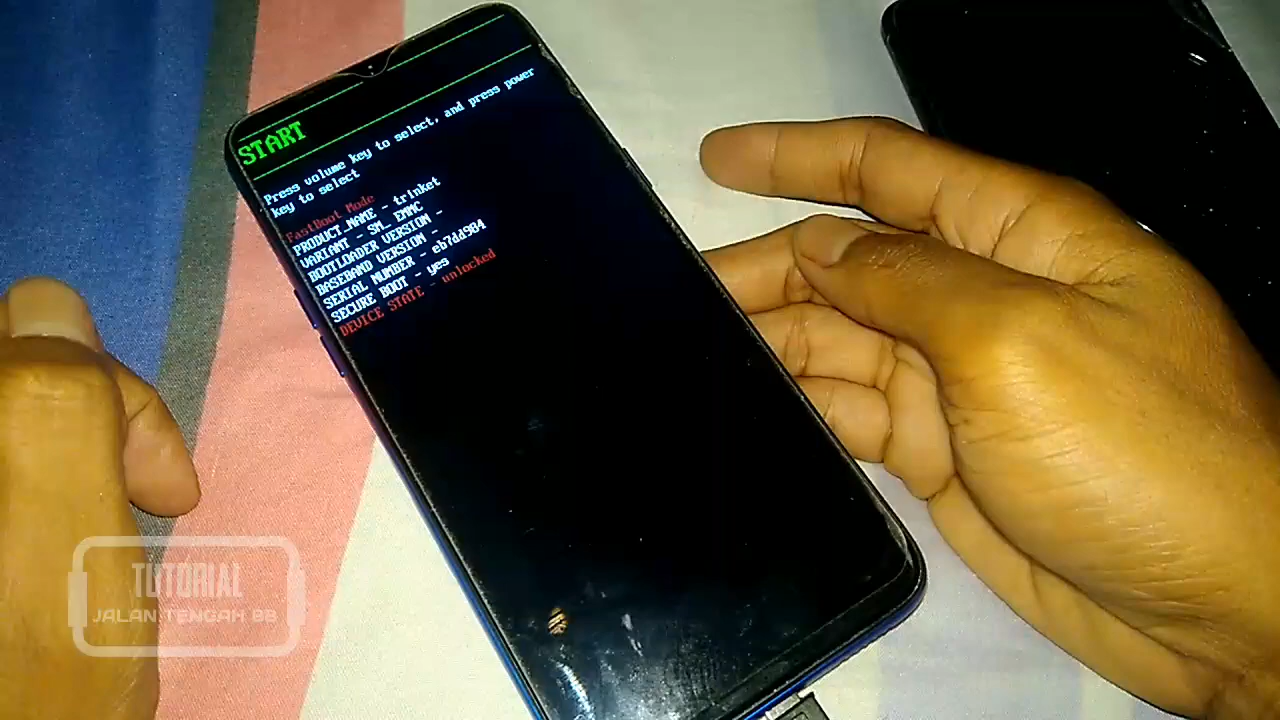 START
Press volume key to select, and press power
key to select
FastBoot Mode
PRODUCT_NAME - trinket
VARIANT - SM_ EMMC
BOOTLOADER VERSION -
BASEBAND VERSION -
SERIAL NUMBER - eb7dd984
SECURE BOOT - yes
DEVICE STATE - unlocked
TUTORIAL
JALAN TENGAH 88